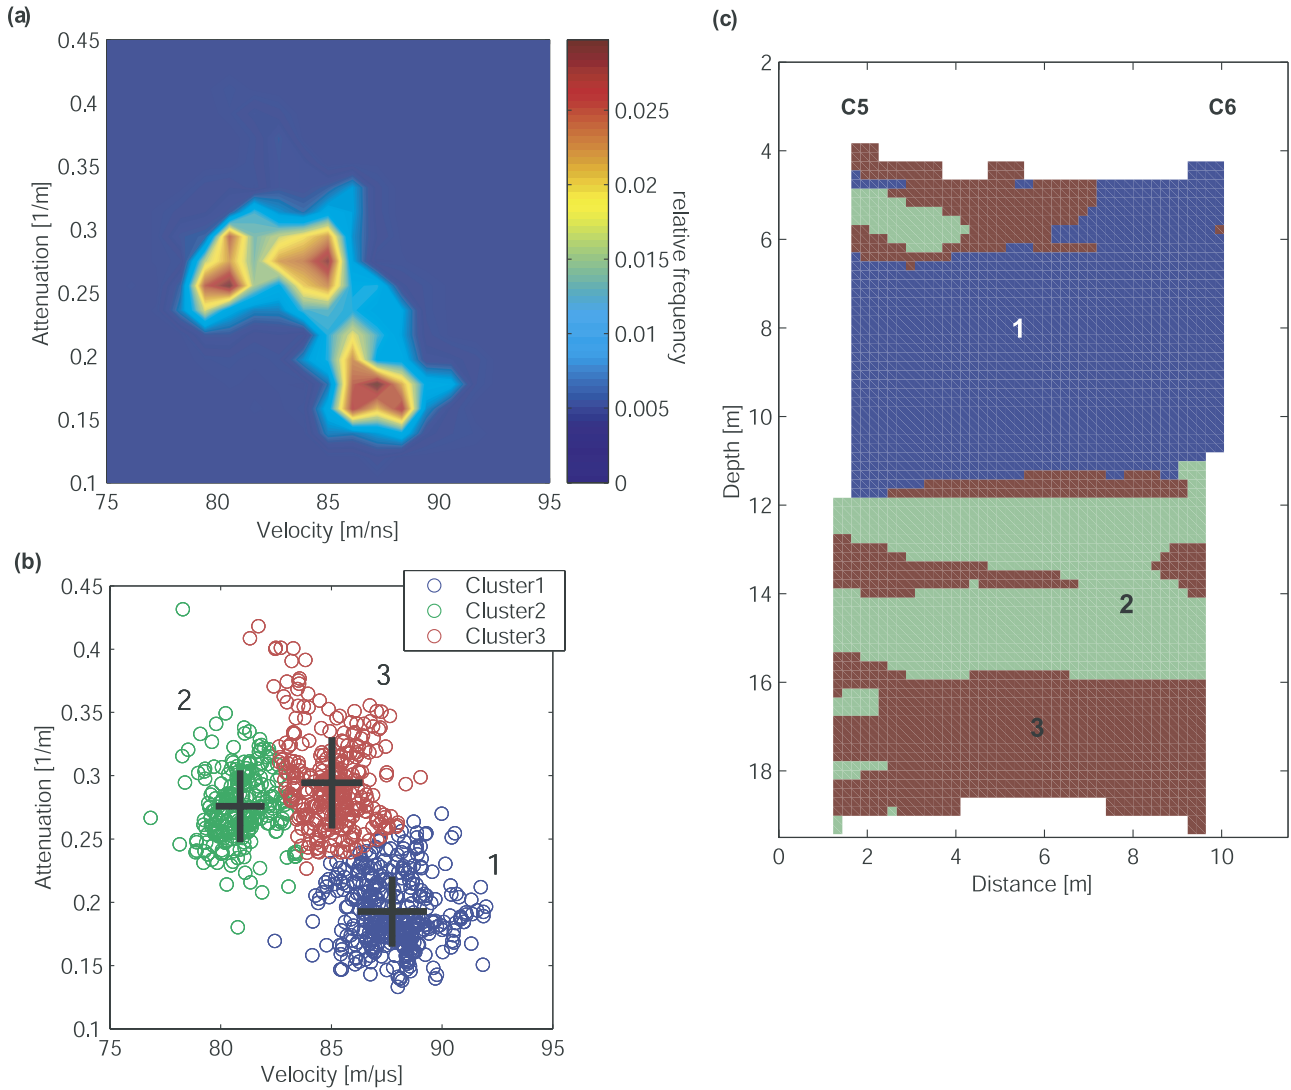 (a)
0.45
0.4
0.35
0.3
0.25
0.2
0.15
0.1
Attenuation [1/m]
75 80 85 90 95
Velocity [m/ns]
0.025
0.02
0.015
0.01
0.005
0
relative frequency
(b)
0.45
0.4
0.35
0.3
0.25
0.2
0.15
0.1
Attenuation [1/m]
Cluster1
Cluster2
Cluster3
2
3
1
75 80 85 90 95
Velocity [m/µs]
(c)
2
4
6
8
10
12
14
16
18
Depth [m]
C5 C6
1
2
3
0 2 4 6 8 10
Distance [m]